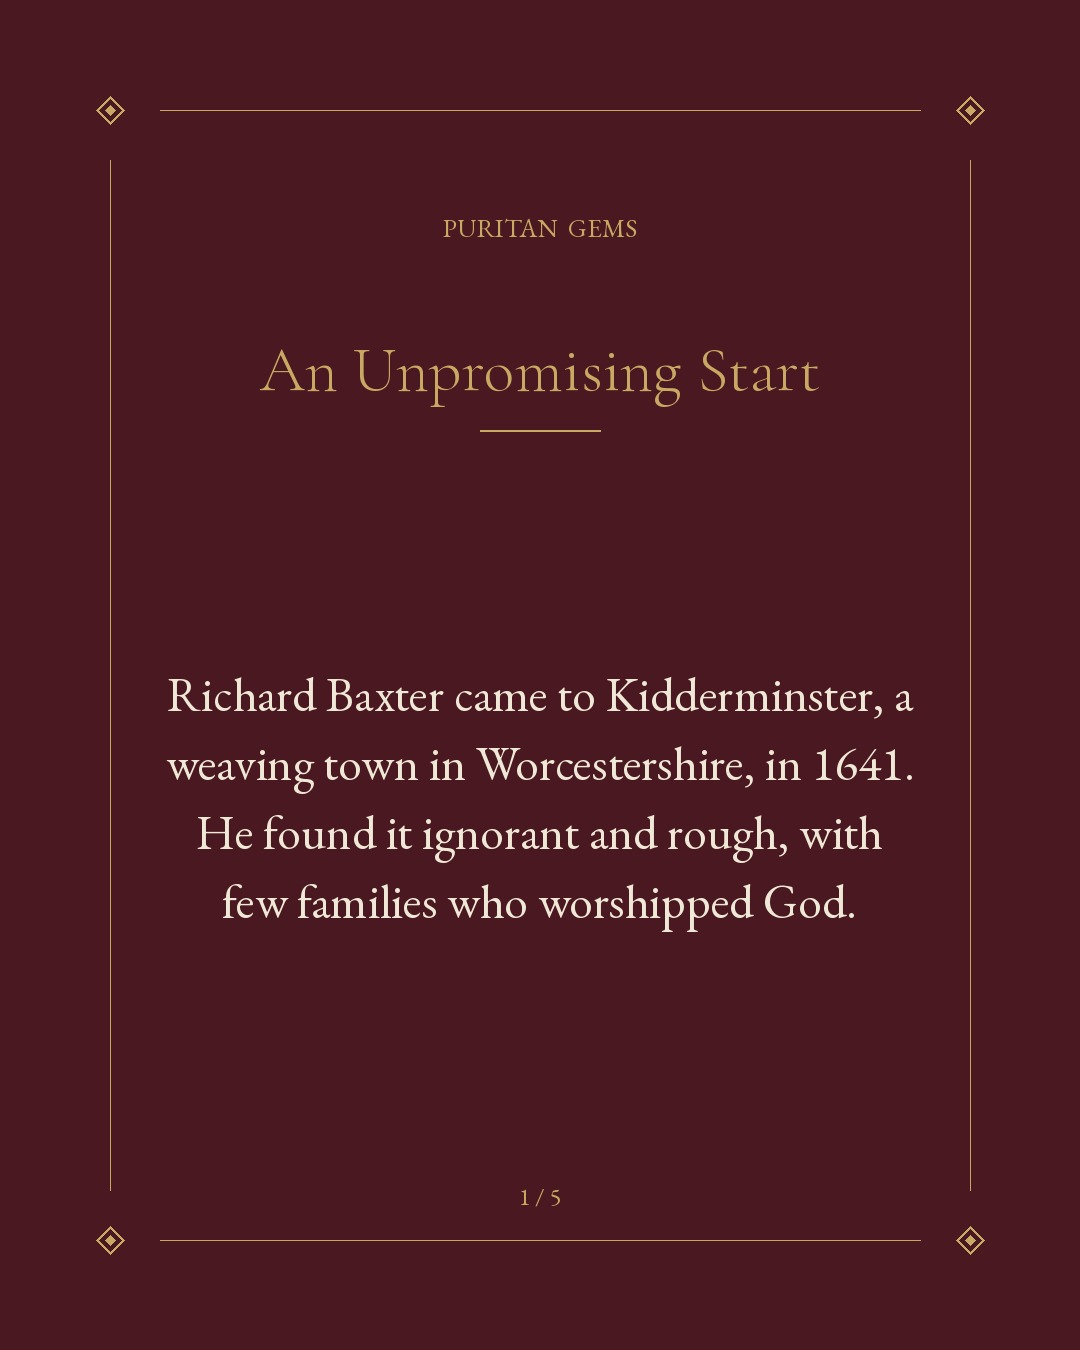 PURITAN GEMS
An Unpromising Start
Richard Baxter came to Kidderminster, a
weaving town in Worcestershire, in 1641.
He found it ignorant and rough, with
few families who worshipped God.
1 / 5